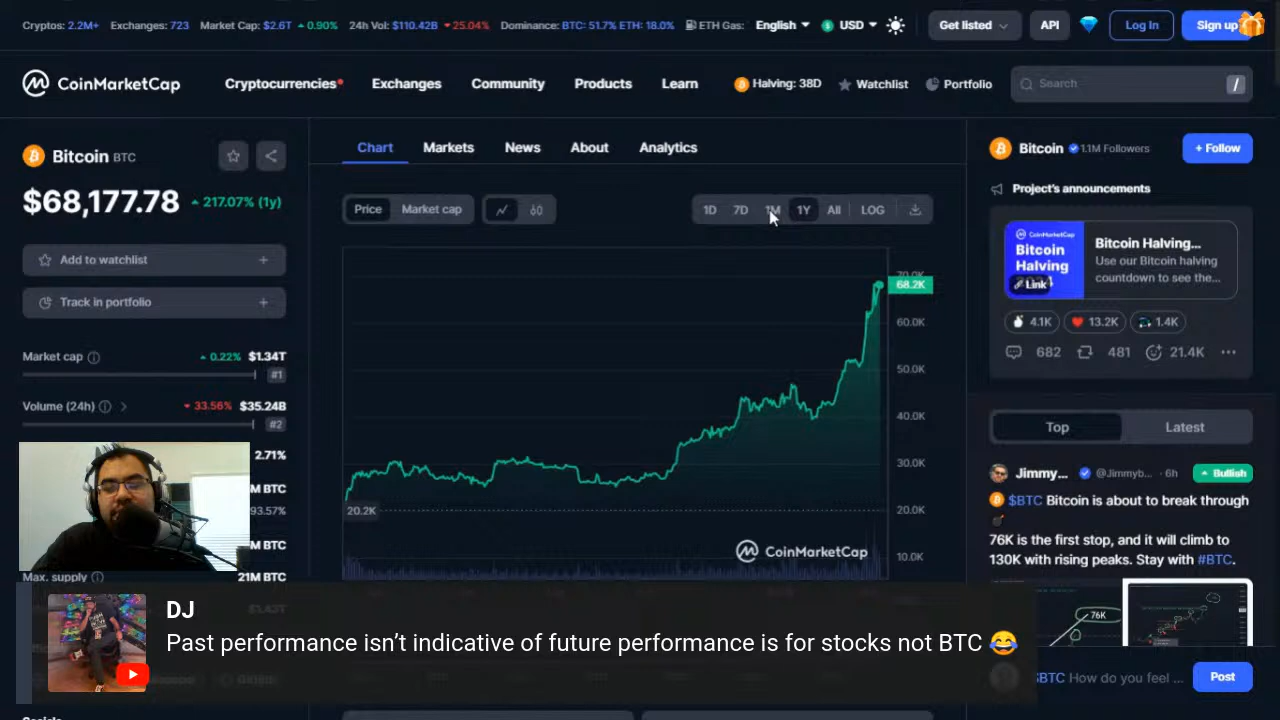 Cryptos: 2.2M+ Exchanges: 723 Market Cap: $2.6T 0.90% 24h Vol: $110.42B 25.04% Dominance: BTC: 51.7% ETH: 18.0% ETH Gas: English USD Get listed API Log In Sign up
CoinMarketCap Cryptocurrencies Exchanges Community Products Learn Halving: 38D Watchlist Portfolio Search /
Bitcoin BTC
$68,177.78 217.07% (1y)
Add to watchlist +
Track in portfolio +
Market cap 0.22% $1.34T
#1
Volume (24h) 33.56% $35.24B
#2
2.71%
M BTC
93.57%
M BTC
Max. supply 21M BTC
Chart Markets News About Analytics
Price Market cap 1D 7D 1M 1Y All LOG
70.0K
68.2K
60.0K
50.0K
40.0K
30.0K
20.2K
20.0K
CoinMarketCap
10.0K
Bitcoin 1.1M Followers + Follow
Project's announcements
CoinMarketCap
Bitcoin
Halving
Link
Bitcoin Halving...
Use our Bitcoin halving
countdown to see the...
4.1K 13.2K 1.4K
682 481 21.4K
Top Latest
Jimmy... @Jimmyb... · 6h Bullish
$BTC Bitcoin is about to break through
76K is the first stop, and it will climb to
130K with rising peaks. Stay with #BTC.
76K
$BTC How do you feel ... Post
DJ
Past performance isn’t indicative of future performance is for stocks not BTC 😂